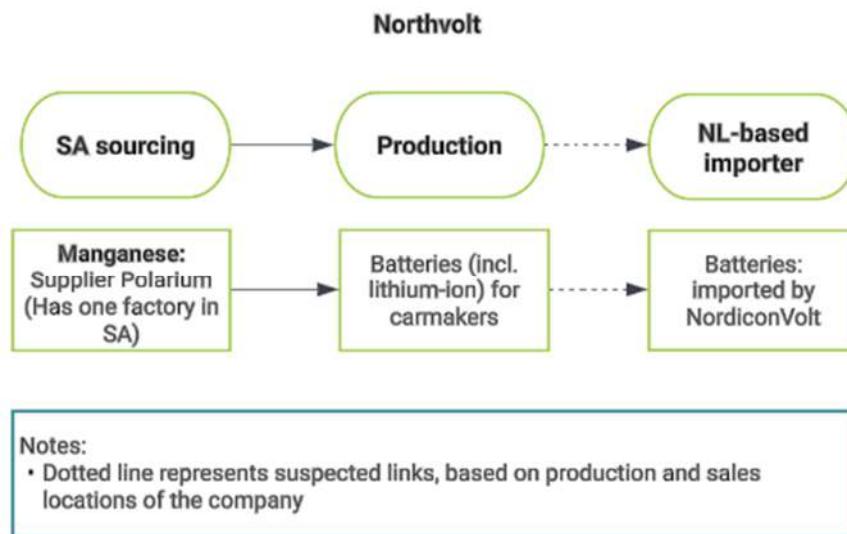 Northvolt
SA sourcing
Production
NL-based
importer
Manganese:
Supplier Polarium
(Has one factory in
SA)
Batteries (incl.
lithium-ion) for
carmakers
Batteries:
imported by
NordiconVolt
Notes:
• Dotted line represents suspected links, based on production and sales
locations of the company